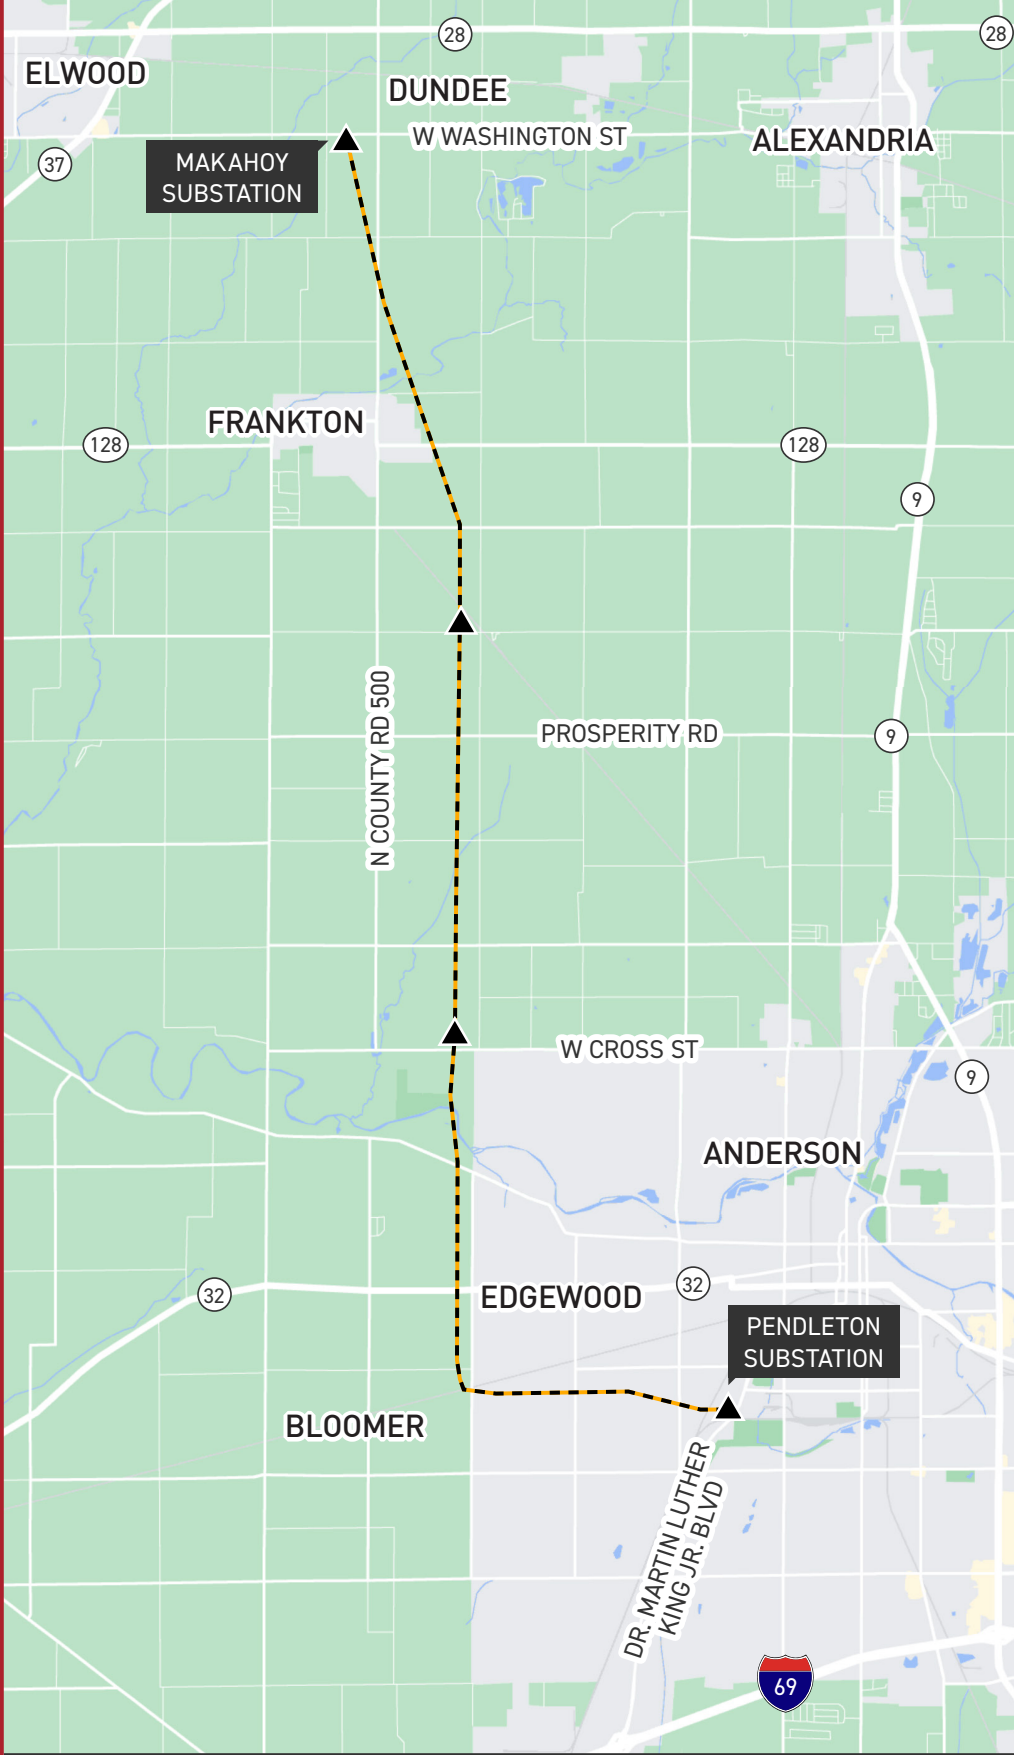 28
28
ELWOOD
DUNDEE
W WASHINGTON ST
ALEXANDRIA
37
MAKAHOY
SUBSTATION
FRANKTON
128
128
9
N COUNTY RD 500
PROSPERITY RD
9
W CROSS ST
9
ANDERSON
32
EDGEWOOD
32
PENDLETON
SUBSTATION
BLOOMER
DR. MARTIN LUTHER
KING JR. BLVD
69